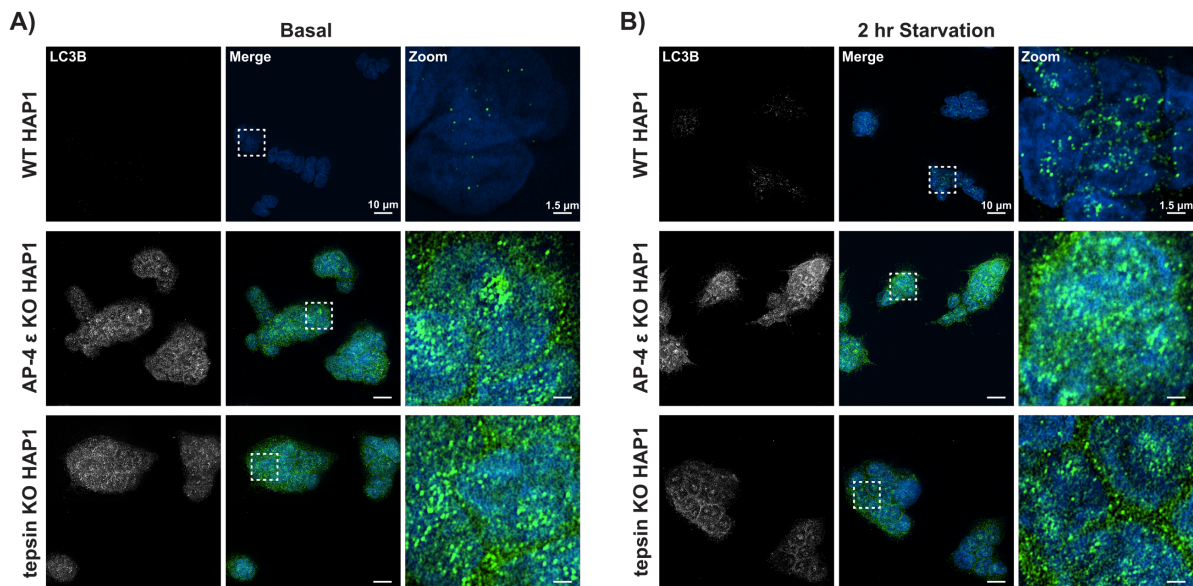 A)
Basal
LC3B
Merge
Zoom
WT HAP1
10 μm
1.5 μm
AP-4 ε KO HAP1
tepsin KO HAP1
B)
2 hr Starvation
LC3B
Merge
Zoom
WT HAP1
10 μm
1.5 μm
AP-4 ε KO HAP1
tepsin KO HAP1